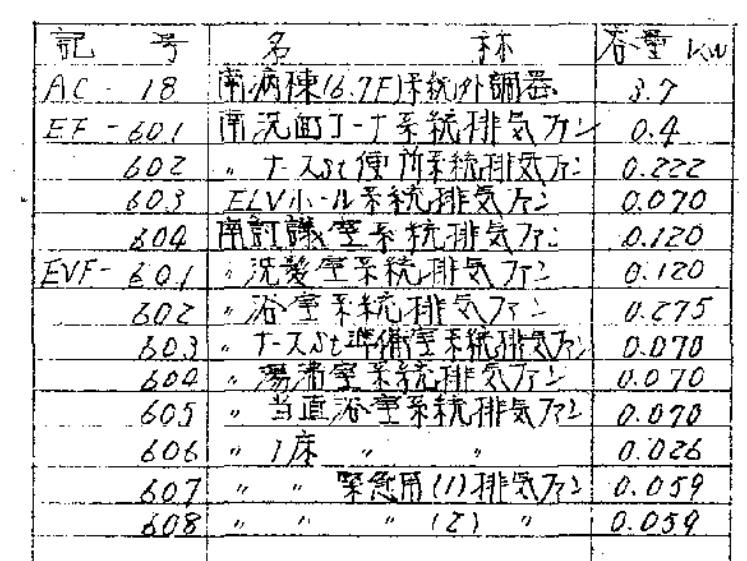 記 号 名 称 容量 kw
AC - 18 南病棟(6.7F)系統外調器 3.7
EF - 601 南洗面コーナー系統排気ファン 0.4
602 〃 ナースst便所系統排気ファン 0.222
603 ELVホール系統排気ファン 0.070
604 南討議室系統排気ファン 0.120
EVF - 601 〃 洗髪室系統排気ファン 0.120
602 〃 浴室系統排気ファン 0.275
603 〃 ナースst準備室系統排気ファン 0.070
604 〃 湯沸室系統排気ファン 0.070
605 〃 当直浴室系統排気ファン 0.070
606 〃 1床 〃 〃 0.026
607 〃 〃 緊急用(1)排気ファン 0.059
608 〃 〃 〃 (2) 〃 0.059